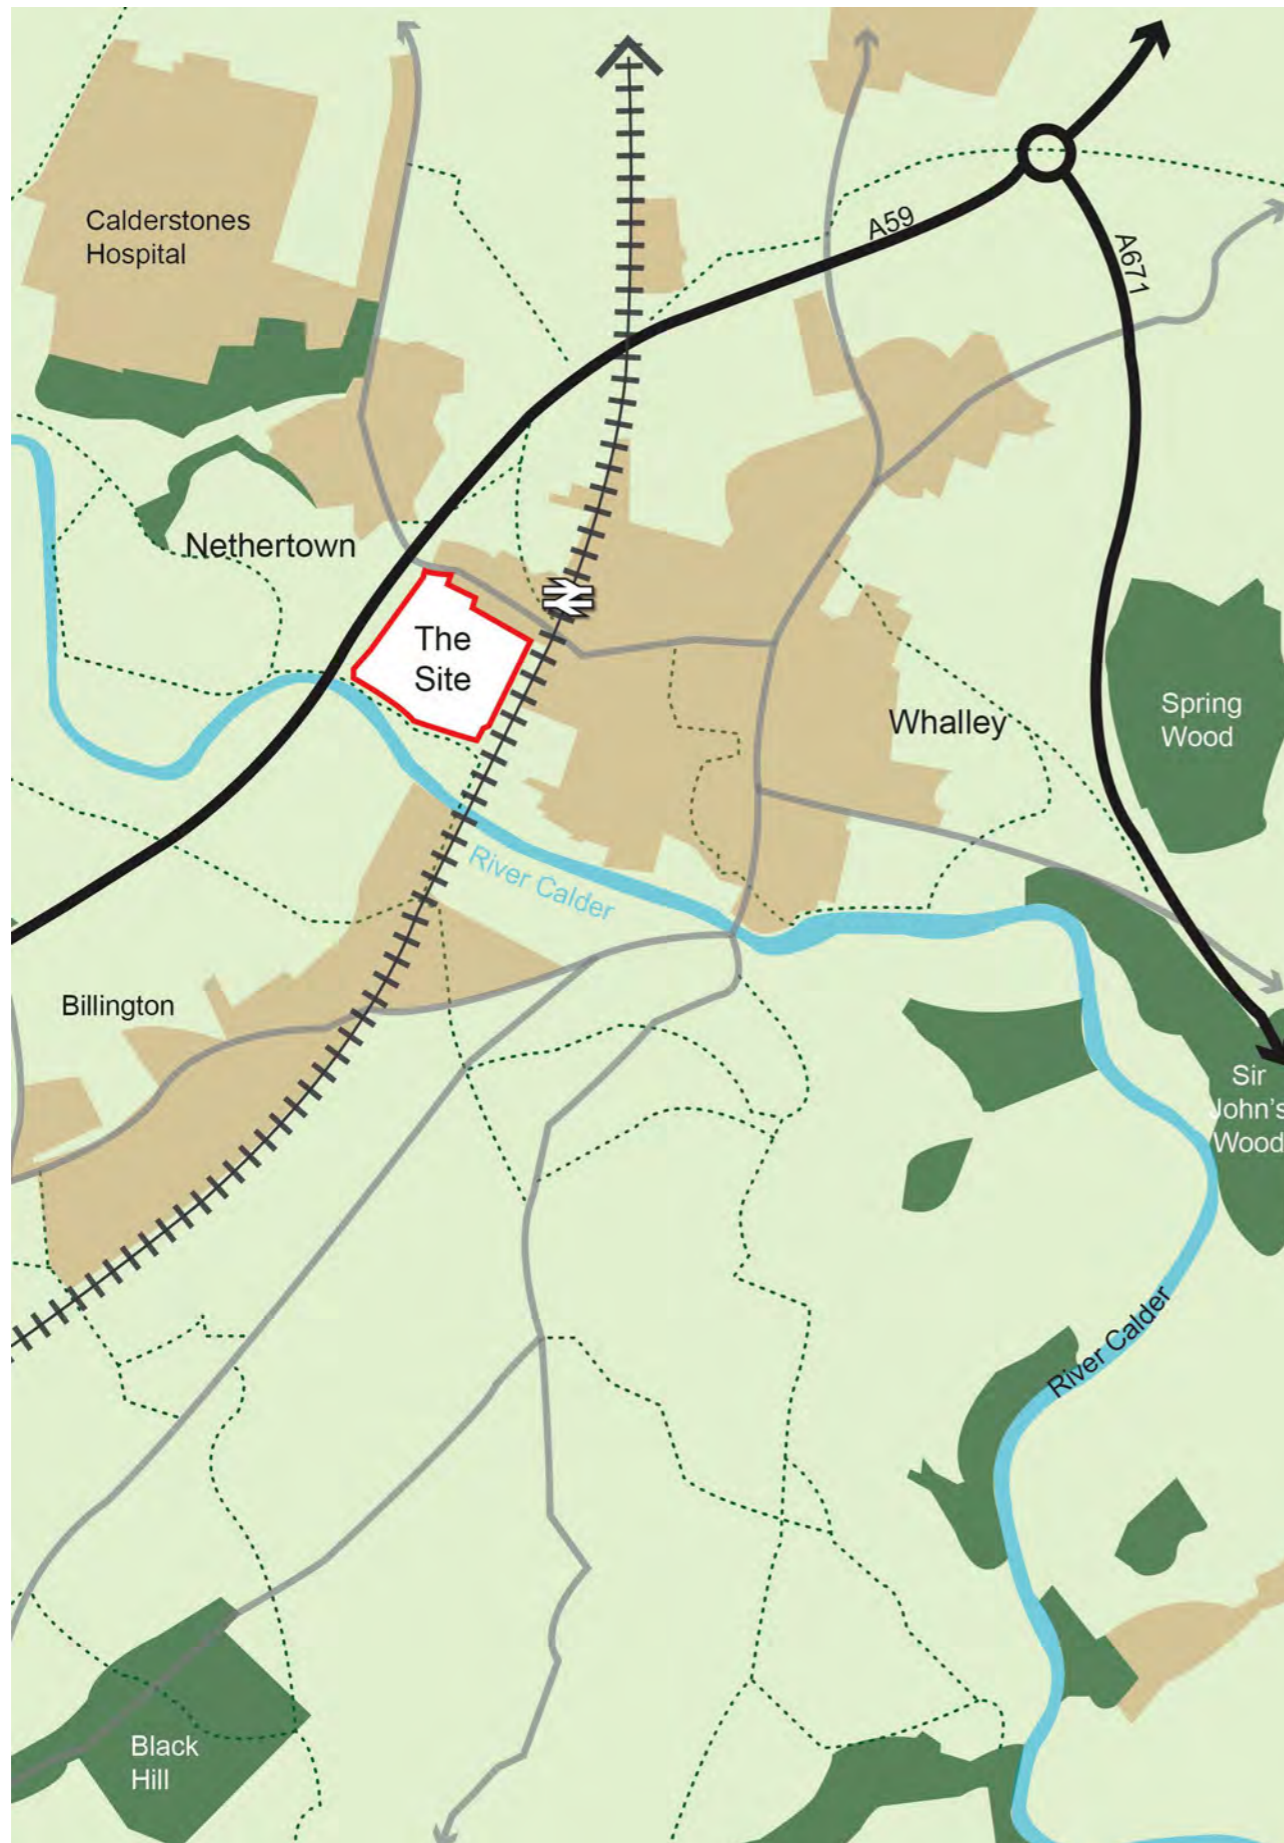 A59
A671
Calderstones
Hospital
Nethertown
The
Site
Spring
Wood
Whalley
River Calder
Billington
Sir
John's
Wood
River Calder
Black
Hill